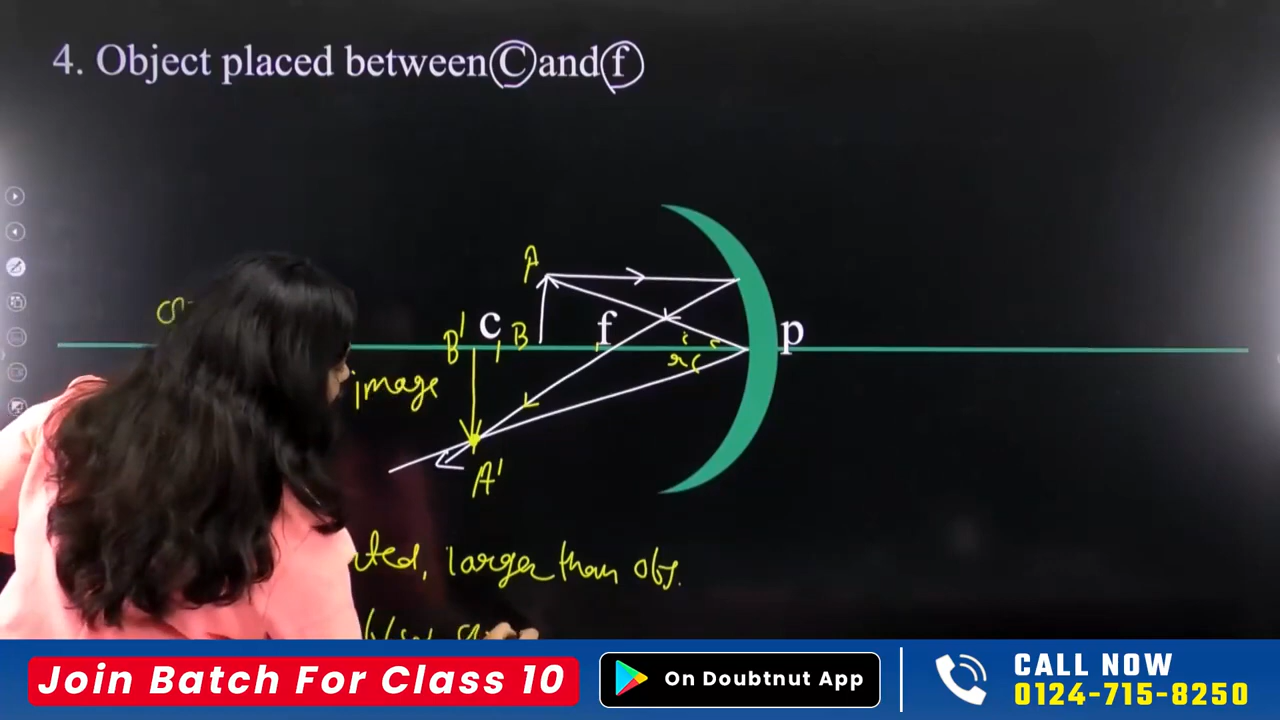 4. Object placed between C and f
A
B' C B f p
i
r
image
A'
larger than obj.
Join Batch For Class 10
On Doubtnut App
CALL NOW
0124-715-8250